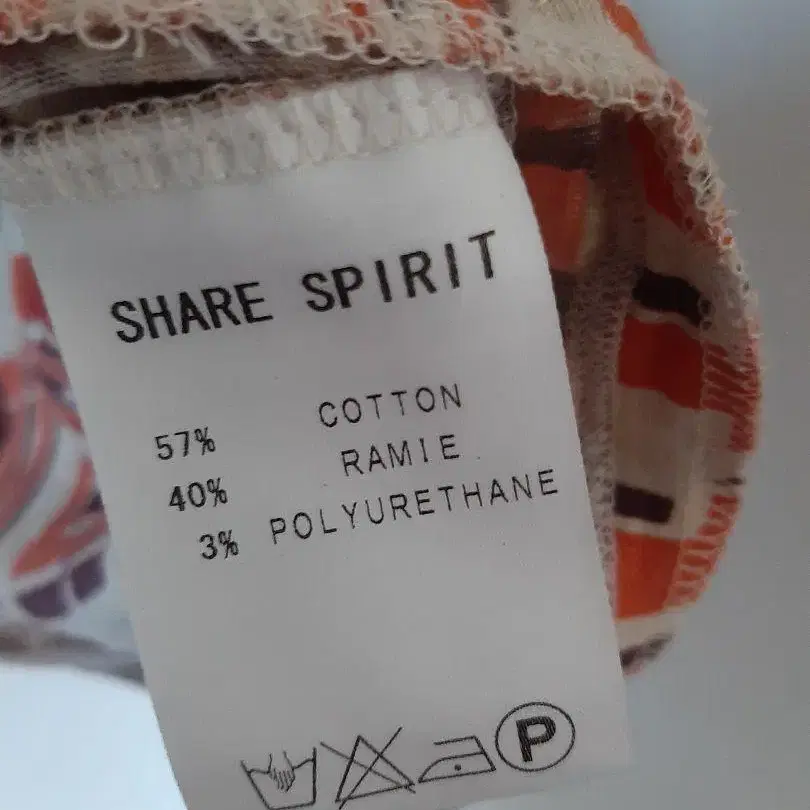 SHARE SPIRIT
57% COTTON
40% RAMIE
3% POLYURETHANE
P